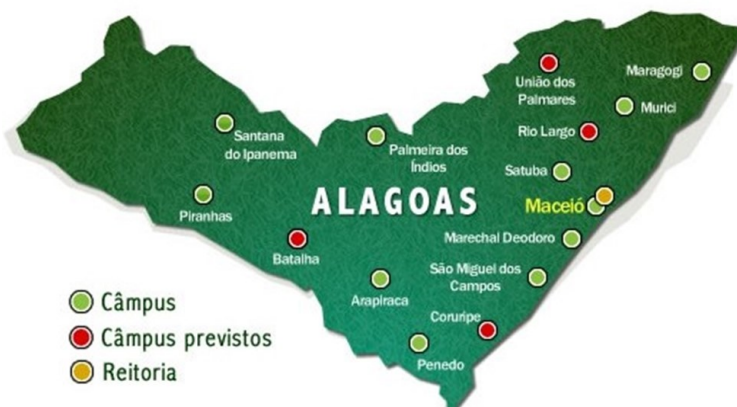 Maragogi
União dos
Palmares
Murici
Santana
do Ipanema
Rio Largo
Palmeira dos
Índios
Satuba
ALAGOAS
Maceió
Piranhas
Marechal Deodoro
Batalha
São Miguel dos
Campos
Arapiraca
Câmpus
Coruripe
Câmpus previstos
Penedo
Reitoria